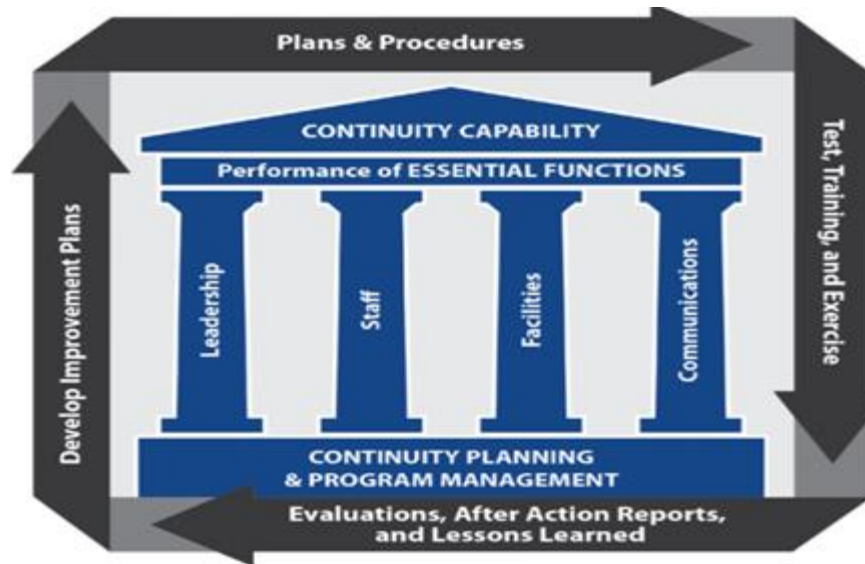 Plans & Procedures
CONTINUITY CAPABILITY
Performance of ESSENTIAL FUNCTIONS
Develop Improvement Plans
Leadership
Staff
Facilities
Communications
Test, Training, and Exercise
CONTINUITY PLANNING
& PROGRAM MANAGEMENT
Evaluations, After Action Reports,
and Lessons Learned